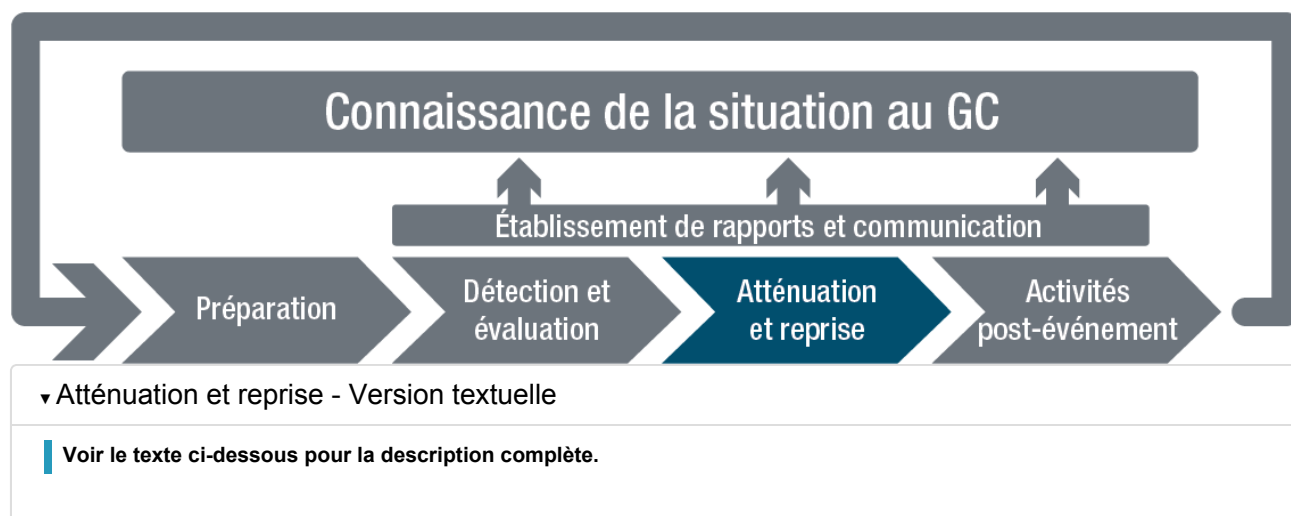 Connaissance de la situation au GC
Établissement de rapports et communication
Préparation
Détection et
évaluation
Atténuation
et reprise
Activités
post-événement
▾ Atténuation et reprise - Version textuelle
Voir le texte ci-dessous pour la description complète.